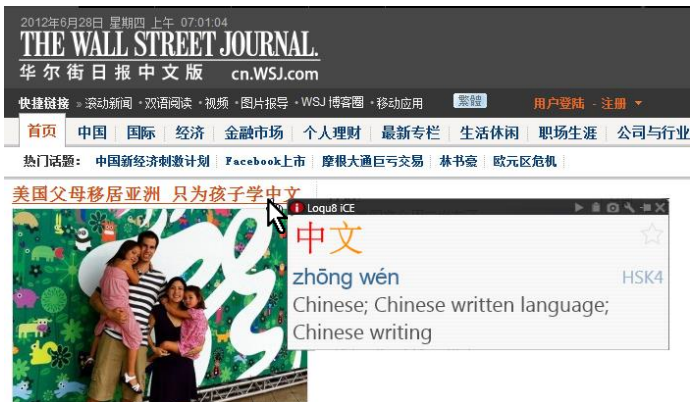 2012年6月28日 星期四 上午 07:01:04
THE WALL STREET JOURNAL.
华尔街日报中文版 cn.WSJ.com
快捷链接 » 滚动新闻 · 双语阅读 · 视频 · 图片报导 · WSJ 博客圈 · 移动应用 繁體 用户登陆 - 注册
首页 中国 国际 经济 金融市场 个人理财 最新专栏 生活休闲 职场生涯 公司与行业
热门话题： 中国新经济刺激计划 Facebook上市 摩根大通巨亏交易 林书豪 欧元区危机
美国父母移居亚洲 只为孩子学中文
Loqu8 iCE
中文
zhōng wén HSK4
Chinese; Chinese written language;
Chinese writing